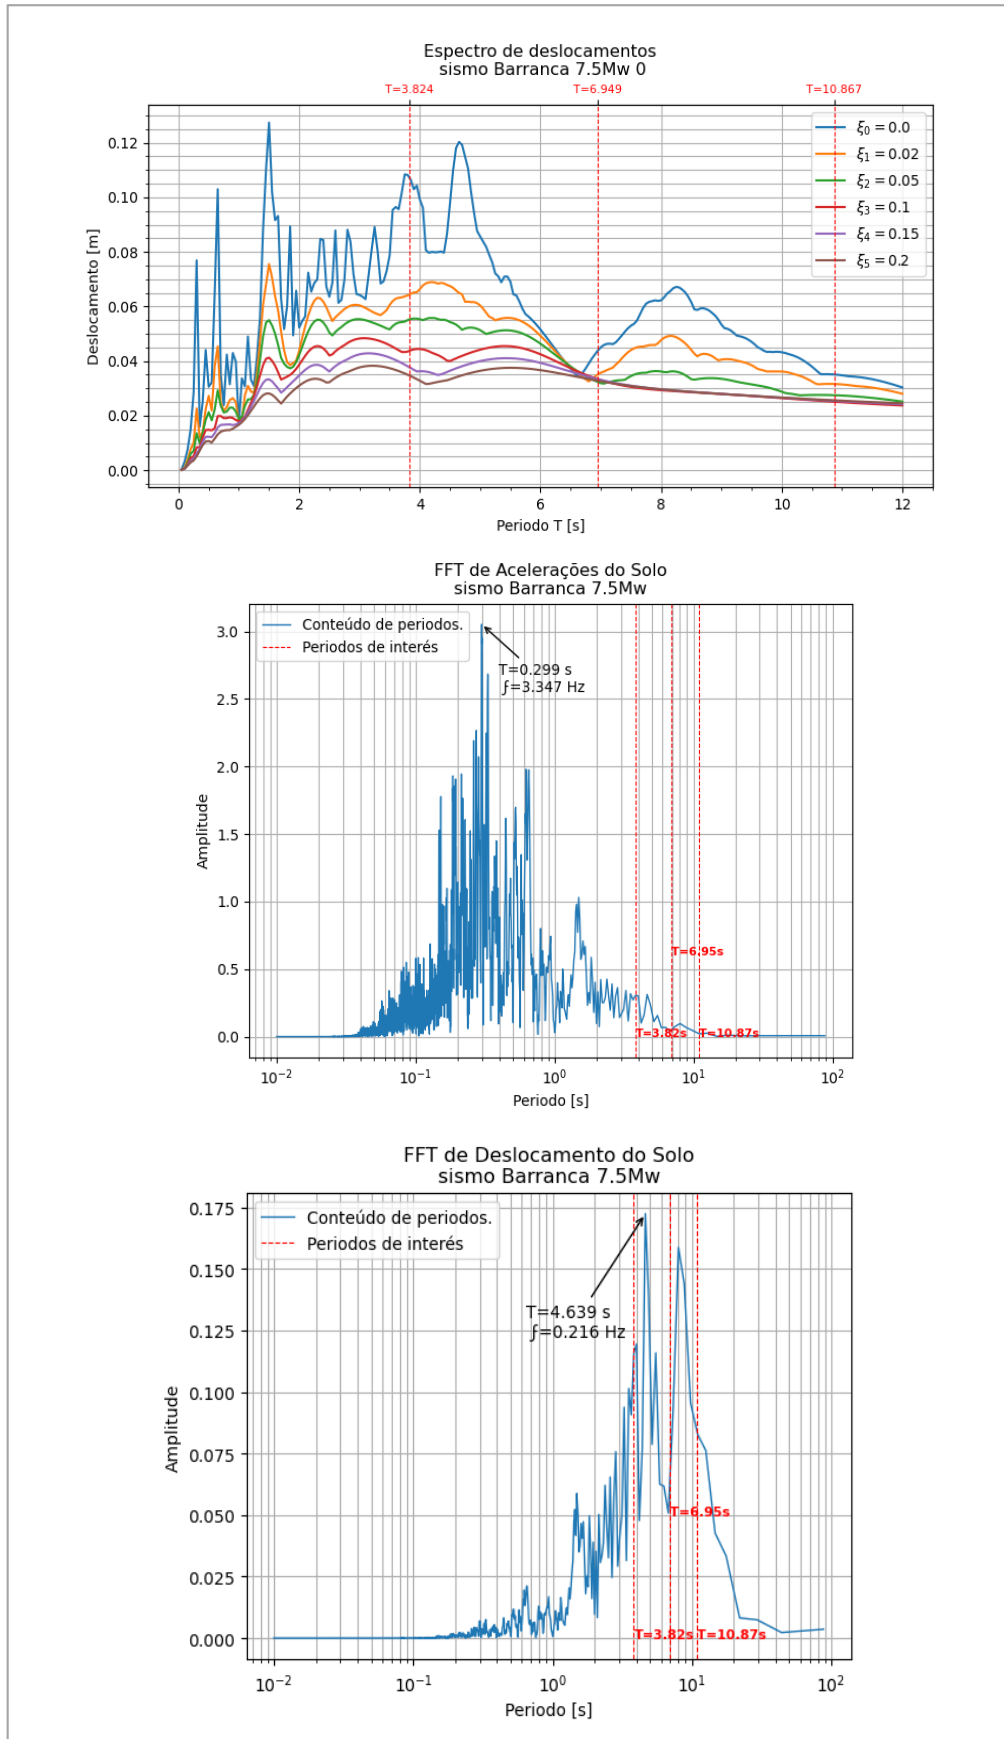 Espectro de deslocamentos
sismo Barranca 7.5Mw 0
T=3.824 T=6.949 T=10.867
ξ0 = 0.0
ξ1 = 0.02
ξ2 = 0.05
ξ3 = 0.1
ξ4 = 0.15
ξ5 = 0.2
Deslocamento [m]
0.12
0.10
0.08
0.06
0.04
0.02
0.00
0 2 4 6 8 10 12
Periodo T [s]
FFT de Acelerações do Solo
sismo Barranca 7.5Mw
Conteúdo de periodos.
Periodos de interés
T=0.299 s
ƒ=3.347 Hz
Amplitude
3.0
2.5
2.0
1.5
1.0
0.5
0.0
T=6.95s
T=3.82s T=10.87s
10⁻² 10⁻¹ 10⁰ 10¹ 10²
Periodo [s]
FFT de Deslocamento do Solo
sismo Barranca 7.5Mw
Conteúdo de periodos.
Periodos de interés
T=4.639 s
ƒ=0.216 Hz
Amplitude
0.175
0.150
0.125
0.100
0.075
0.050
0.025
0.000
T=6.95s
T=3.82s T=10.87s
10⁻² 10⁻¹ 10⁰ 10¹ 10²
Periodo [s]